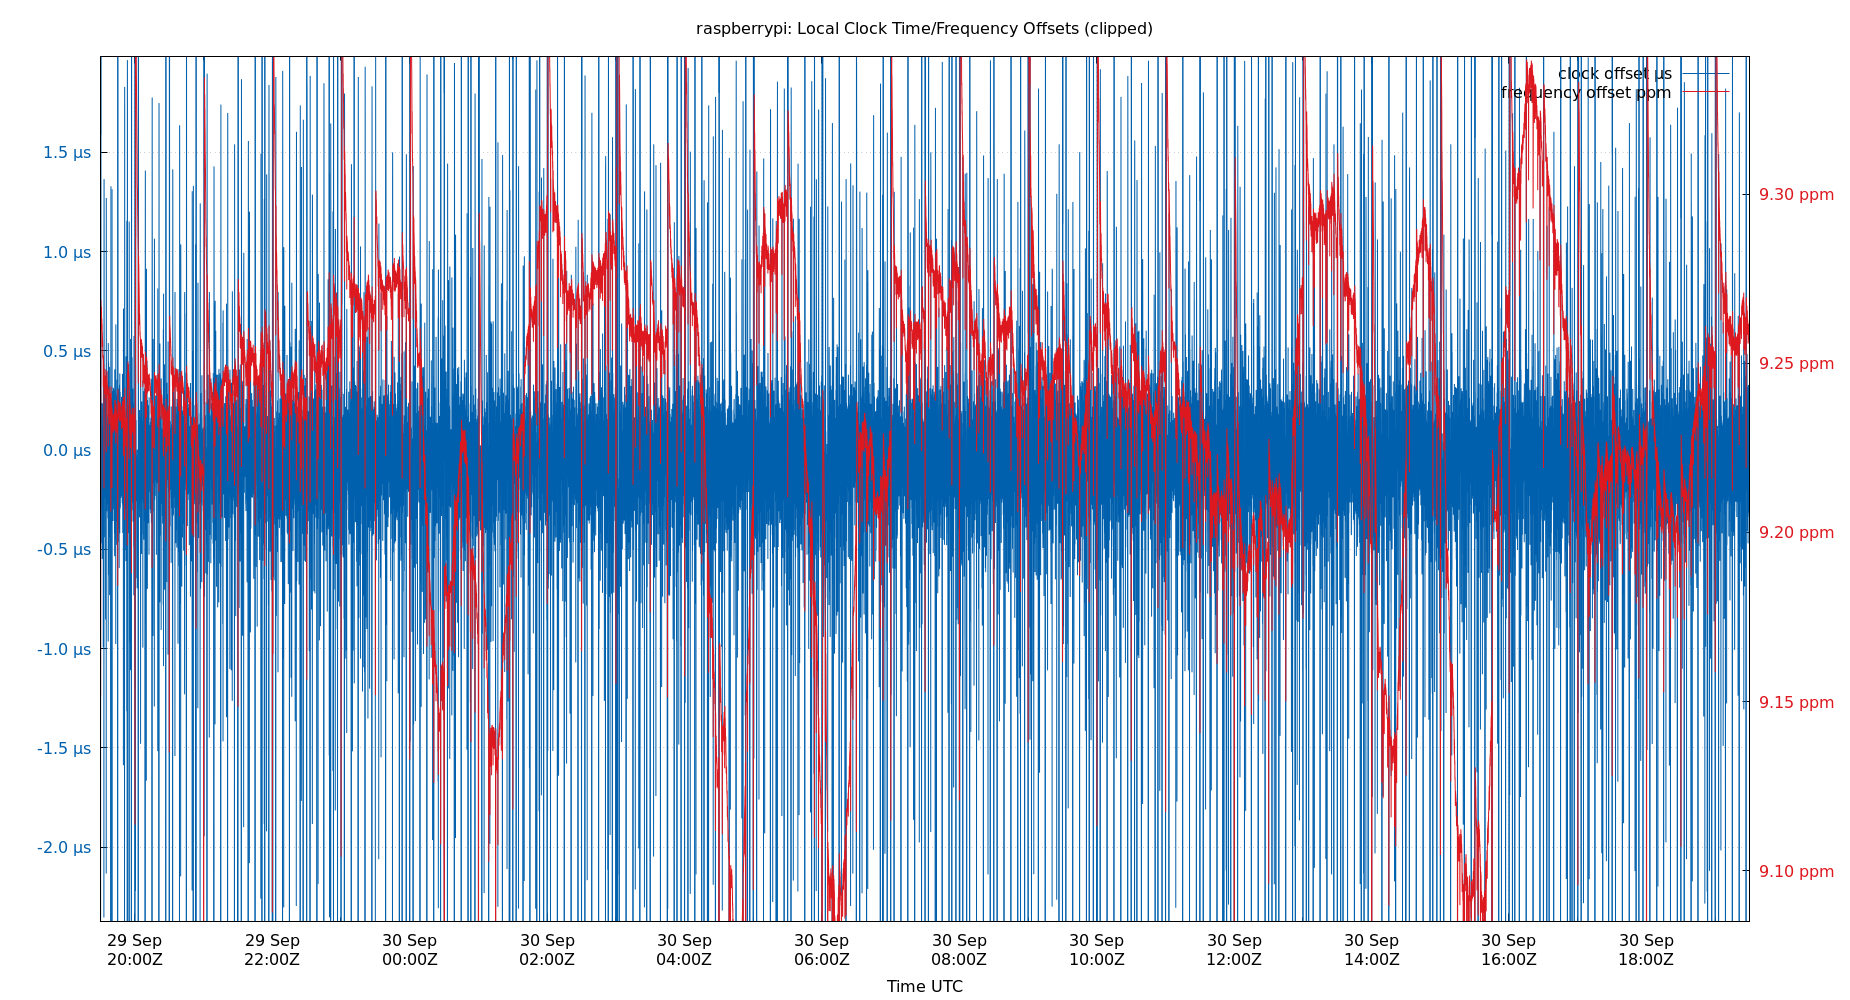 raspberrypi: Local Clock Time/Frequency Offsets (clipped)
clock offset µs
frequency offset ppm
1.5 µs
1.0 µs
0.5 µs
0.0 µs
-0.5 µs
-1.0 µs
-1.5 µs
-2.0 µs
9.30 ppm
9.25 ppm
9.20 ppm
9.15 ppm
9.10 ppm
29 Sep 29 Sep 30 Sep 30 Sep 30 Sep 30 Sep 30 Sep 30 Sep 30 Sep 30 Sep 30 Sep 30 Sep
20:00Z 22:00Z 00:00Z 02:00Z 04:00Z 06:00Z 08:00Z 10:00Z 12:00Z 14:00Z 16:00Z 18:00Z
Time UTC